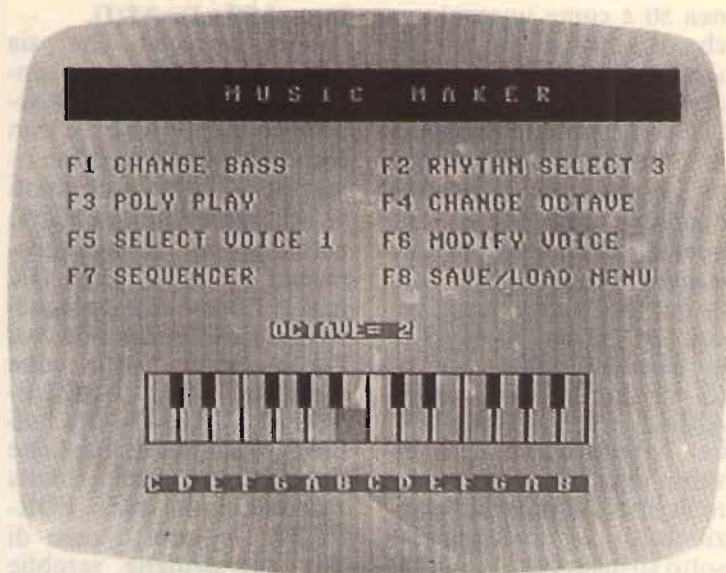 MUSIC MAKER
F1 CHANGE BASS F2 RHYTHM SELECT 3
F3 POLY PLAY F4 CHANGE OCTAVE
F5 SELECT VOICE 1 F6 MODIFY VOICE
F7 SEQUENCER F8 SAVE/LOAD MENU
OCTAVE= 2
C D E F G A B C D E F G A B